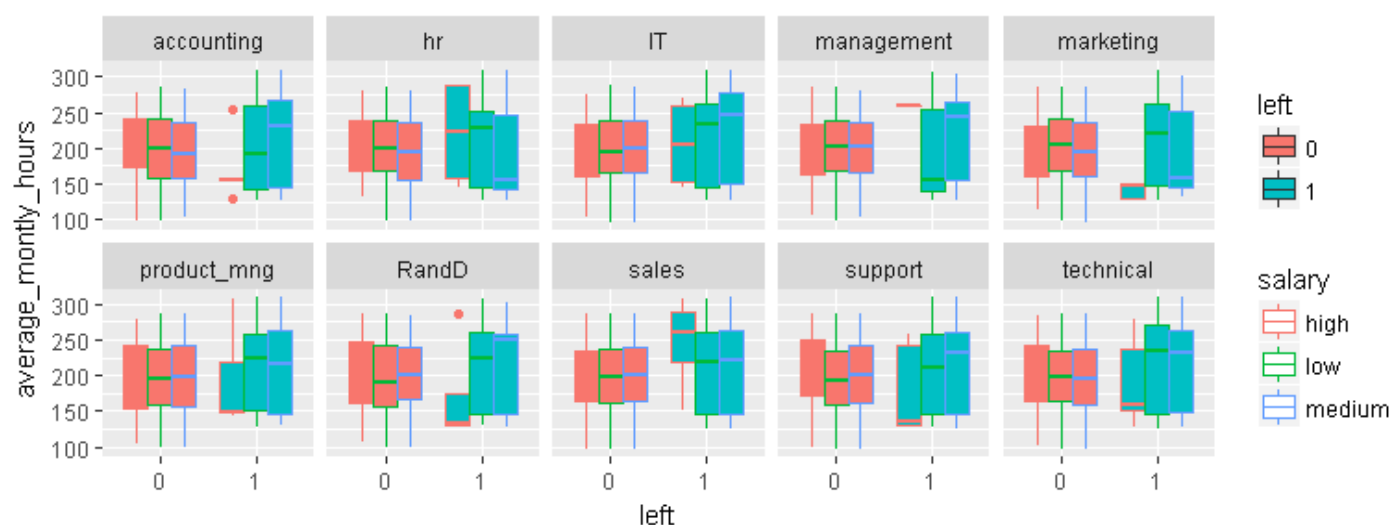 accounting
hr
IT
management
marketing
300
250
200
150
100
product_mng
RandD
sales
support
technical
300
250
200
150
100
0 1
0 1
0 1
0 1
0 1
left
average_montly_hours
left
0
1
salary
high
low
medium